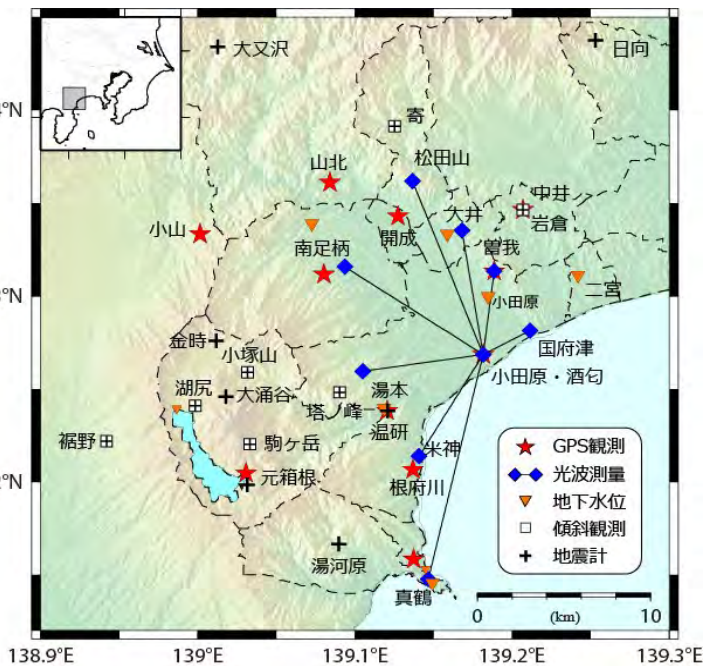 大又沢
日向
4°N
寄
松田山
山北
中井
岩倉
大井
小山
開成
曽我
南足柄
二宮
3°N
小田原
金時
国府津
小塚山
小田原・酒匂
湖尻
大涌谷
湯本
塔ノ峰
温研
裾野
駒ヶ岳
米神
元箱根
根府川
2°N
GPS観測
光波測量
地下水位
傾斜観測
地震計
湯河原
真鶴
0
(km)
10
138.9°E
139°E
139.1°E
139.2°E
139.3°E